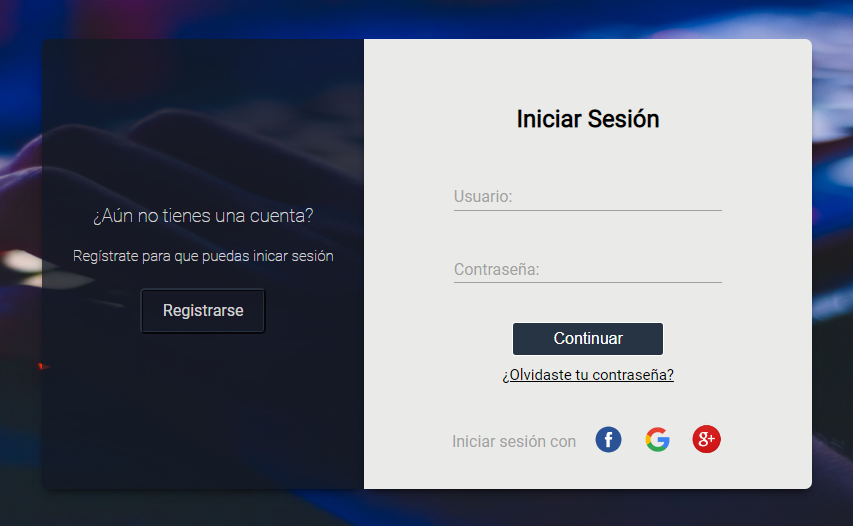 ¿Aún no tienes una cuenta?
Regístrate para que puedas inicar sesión
Registrarse
Iniciar Sesión
Usuario:
Contraseña:
Continuar
¿Olvidaste tu contraseña?
Iniciar sesión con f G g+